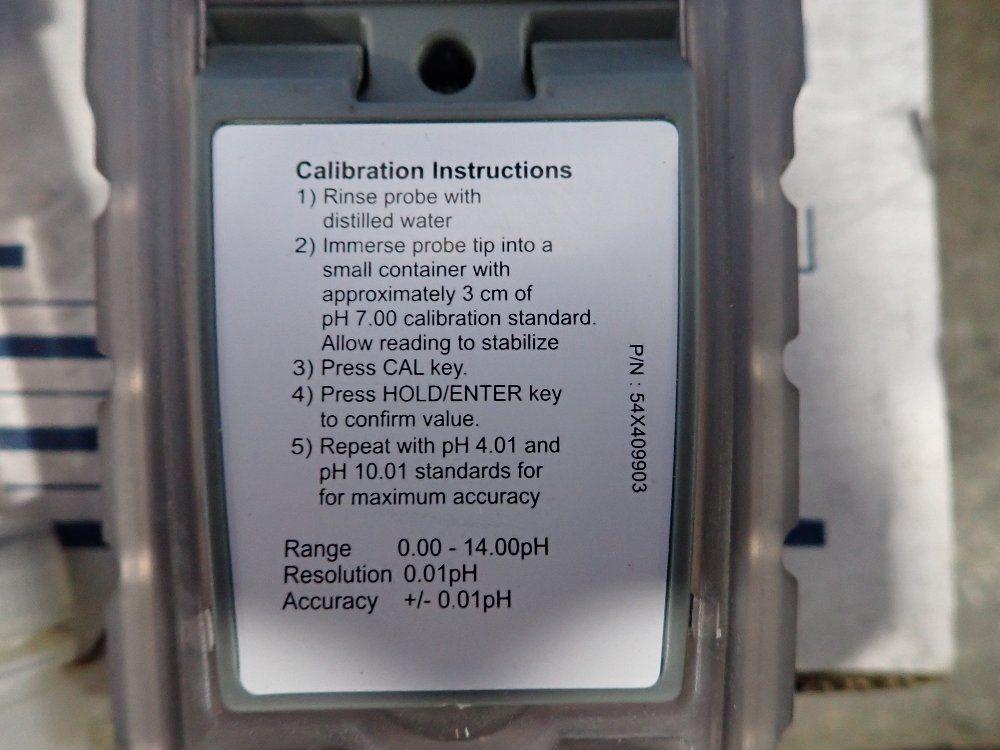 Calibration Instructions
1) Rinse probe with
distilled water
2) Immerse probe tip into a
small container with
approximately 3 cm of
pH 7.00 calibration standard.
Allow reading to stabilize
3) Press CAL key.
4) Press HOLD/ENTER key
to confirm value.
5) Repeat with pH 4.01 and
pH 10.01 standards for
for maximum accuracy
Range 0.00 - 14.00pH
Resolution 0.01pH
Accuracy +/- 0.01pH
P/N : 54X409903